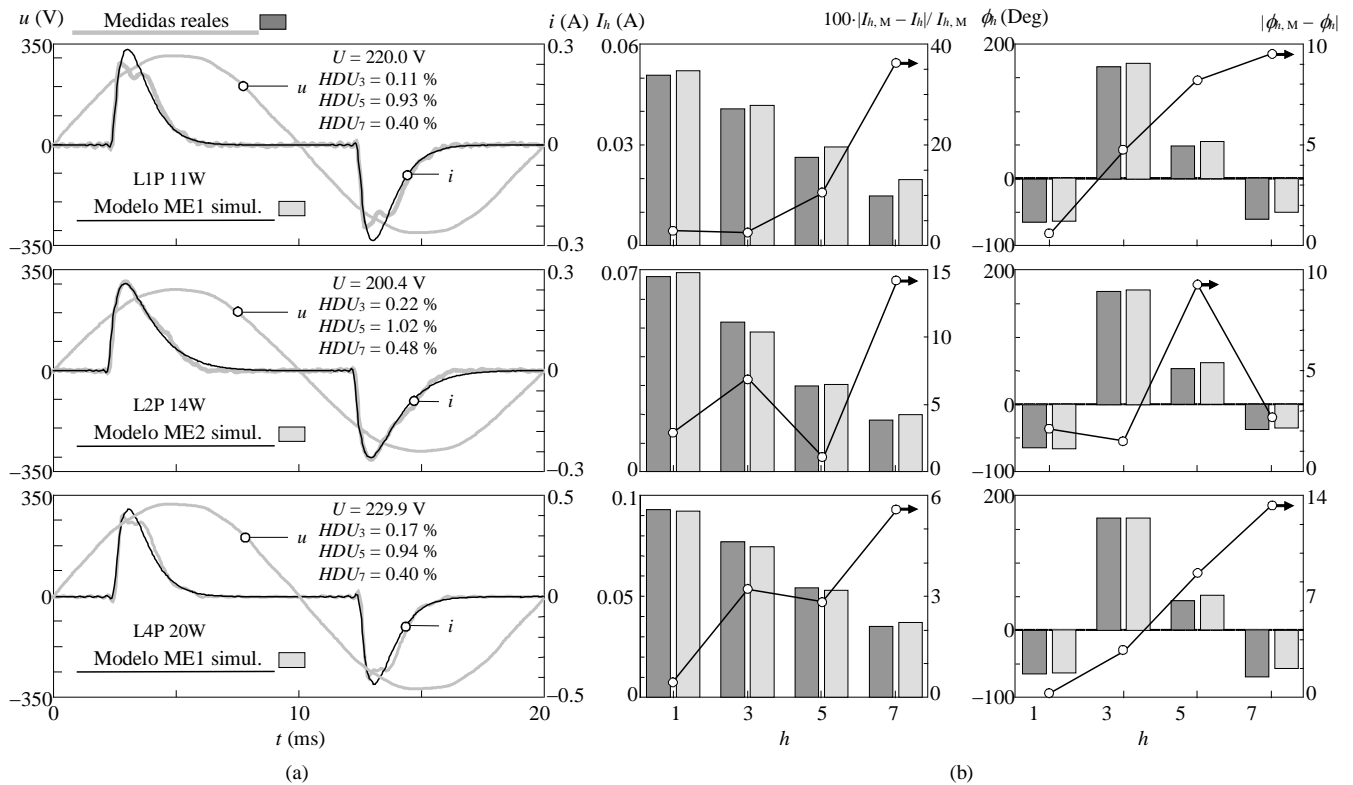 u (V)
Medidas reales
i (A)
I_h (A)
100·|I_{h, M} – I_h|/ I_{h, M}
ϕ_h (Deg)
|ϕ_{h, M} – ϕ_h|
350
0
–350
0.3
0
–0.3
U = 220.0 V
HDU3 = 0.11 %
HDU5 = 0.93 %
HDU7 = 0.40 %
u
i
L1P 11W
Modelo ME1 simul.
0.06
0.03
0
40
20
0
200
0
–100
10
5
0
350
0
–350
0.3
0
–0.3
U = 200.4 V
HDU3 = 0.22 %
HDU5 = 1.02 %
HDU7 = 0.48 %
u
i
L2P 14W
Modelo ME2 simul.
0.07
0
15
10
5
0
200
0
–100
10
5
0
350
0
–350
0.5
0
–0.5
U = 229.9 V
HDU3 = 0.17 %
HDU5 = 0.94 %
HDU7 = 0.40 %
u
i
L4P 20W
Modelo ME1 simul.
0.1
0.05
0
6
3
0
200
0
–100
14
7
0
0 10 20
1 3 5 7
1 3 5 7
t (ms)
h
h
(a)
(b)